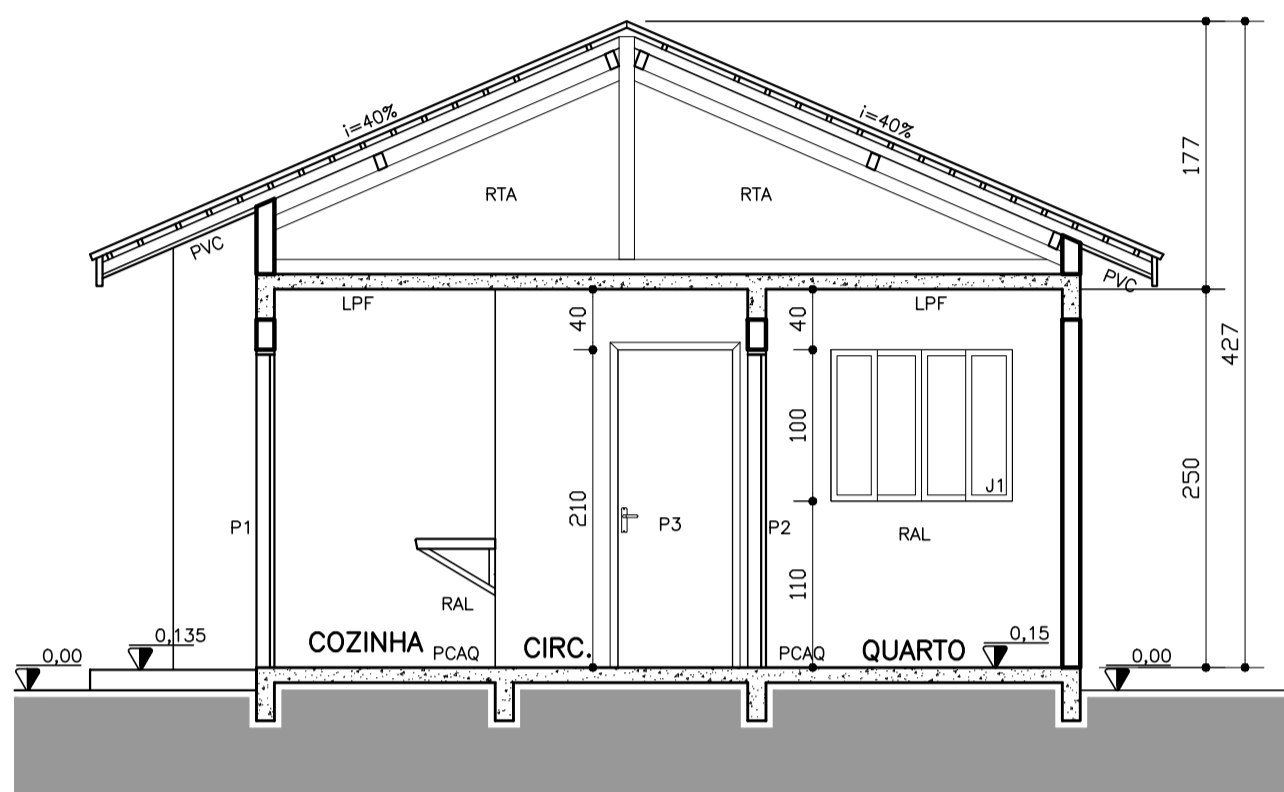 i=40%
i=40%
177
RTA
RTA
PVC
PVC
LPF
LPF
40
40
427
100
250
J1
210
P1
P3
P2
RAL
110
RAL
0,135
COZINHA
PCAQ
CIRC.
PCAQ
QUARTO
0,15
0,00
0,00